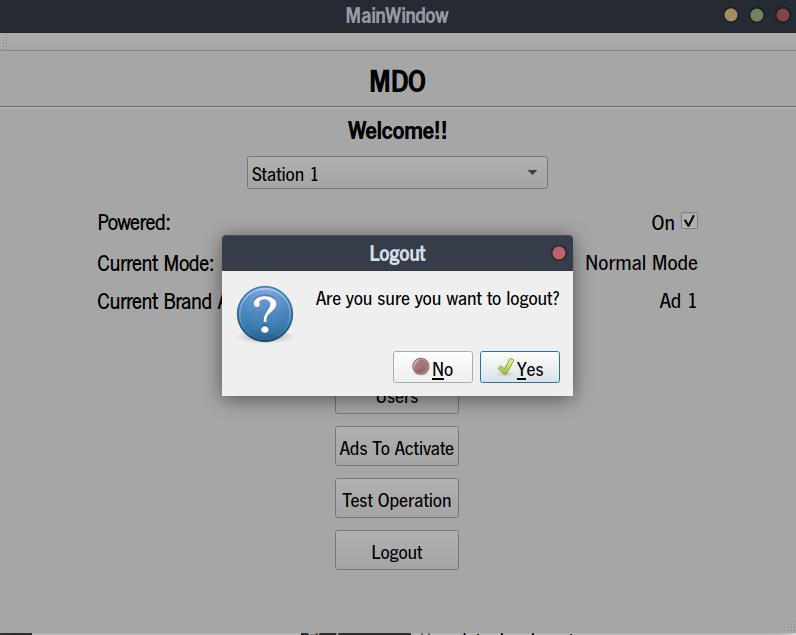 MainWindow
MDO
Welcome!!
Station 1
Powered:
On
Current Mode:
Normal Mode
Current Brand
Ad 1
Logout
?
Are you sure you want to logout?
No
Yes
Users
Ads To Activate
Test Operation
Logout